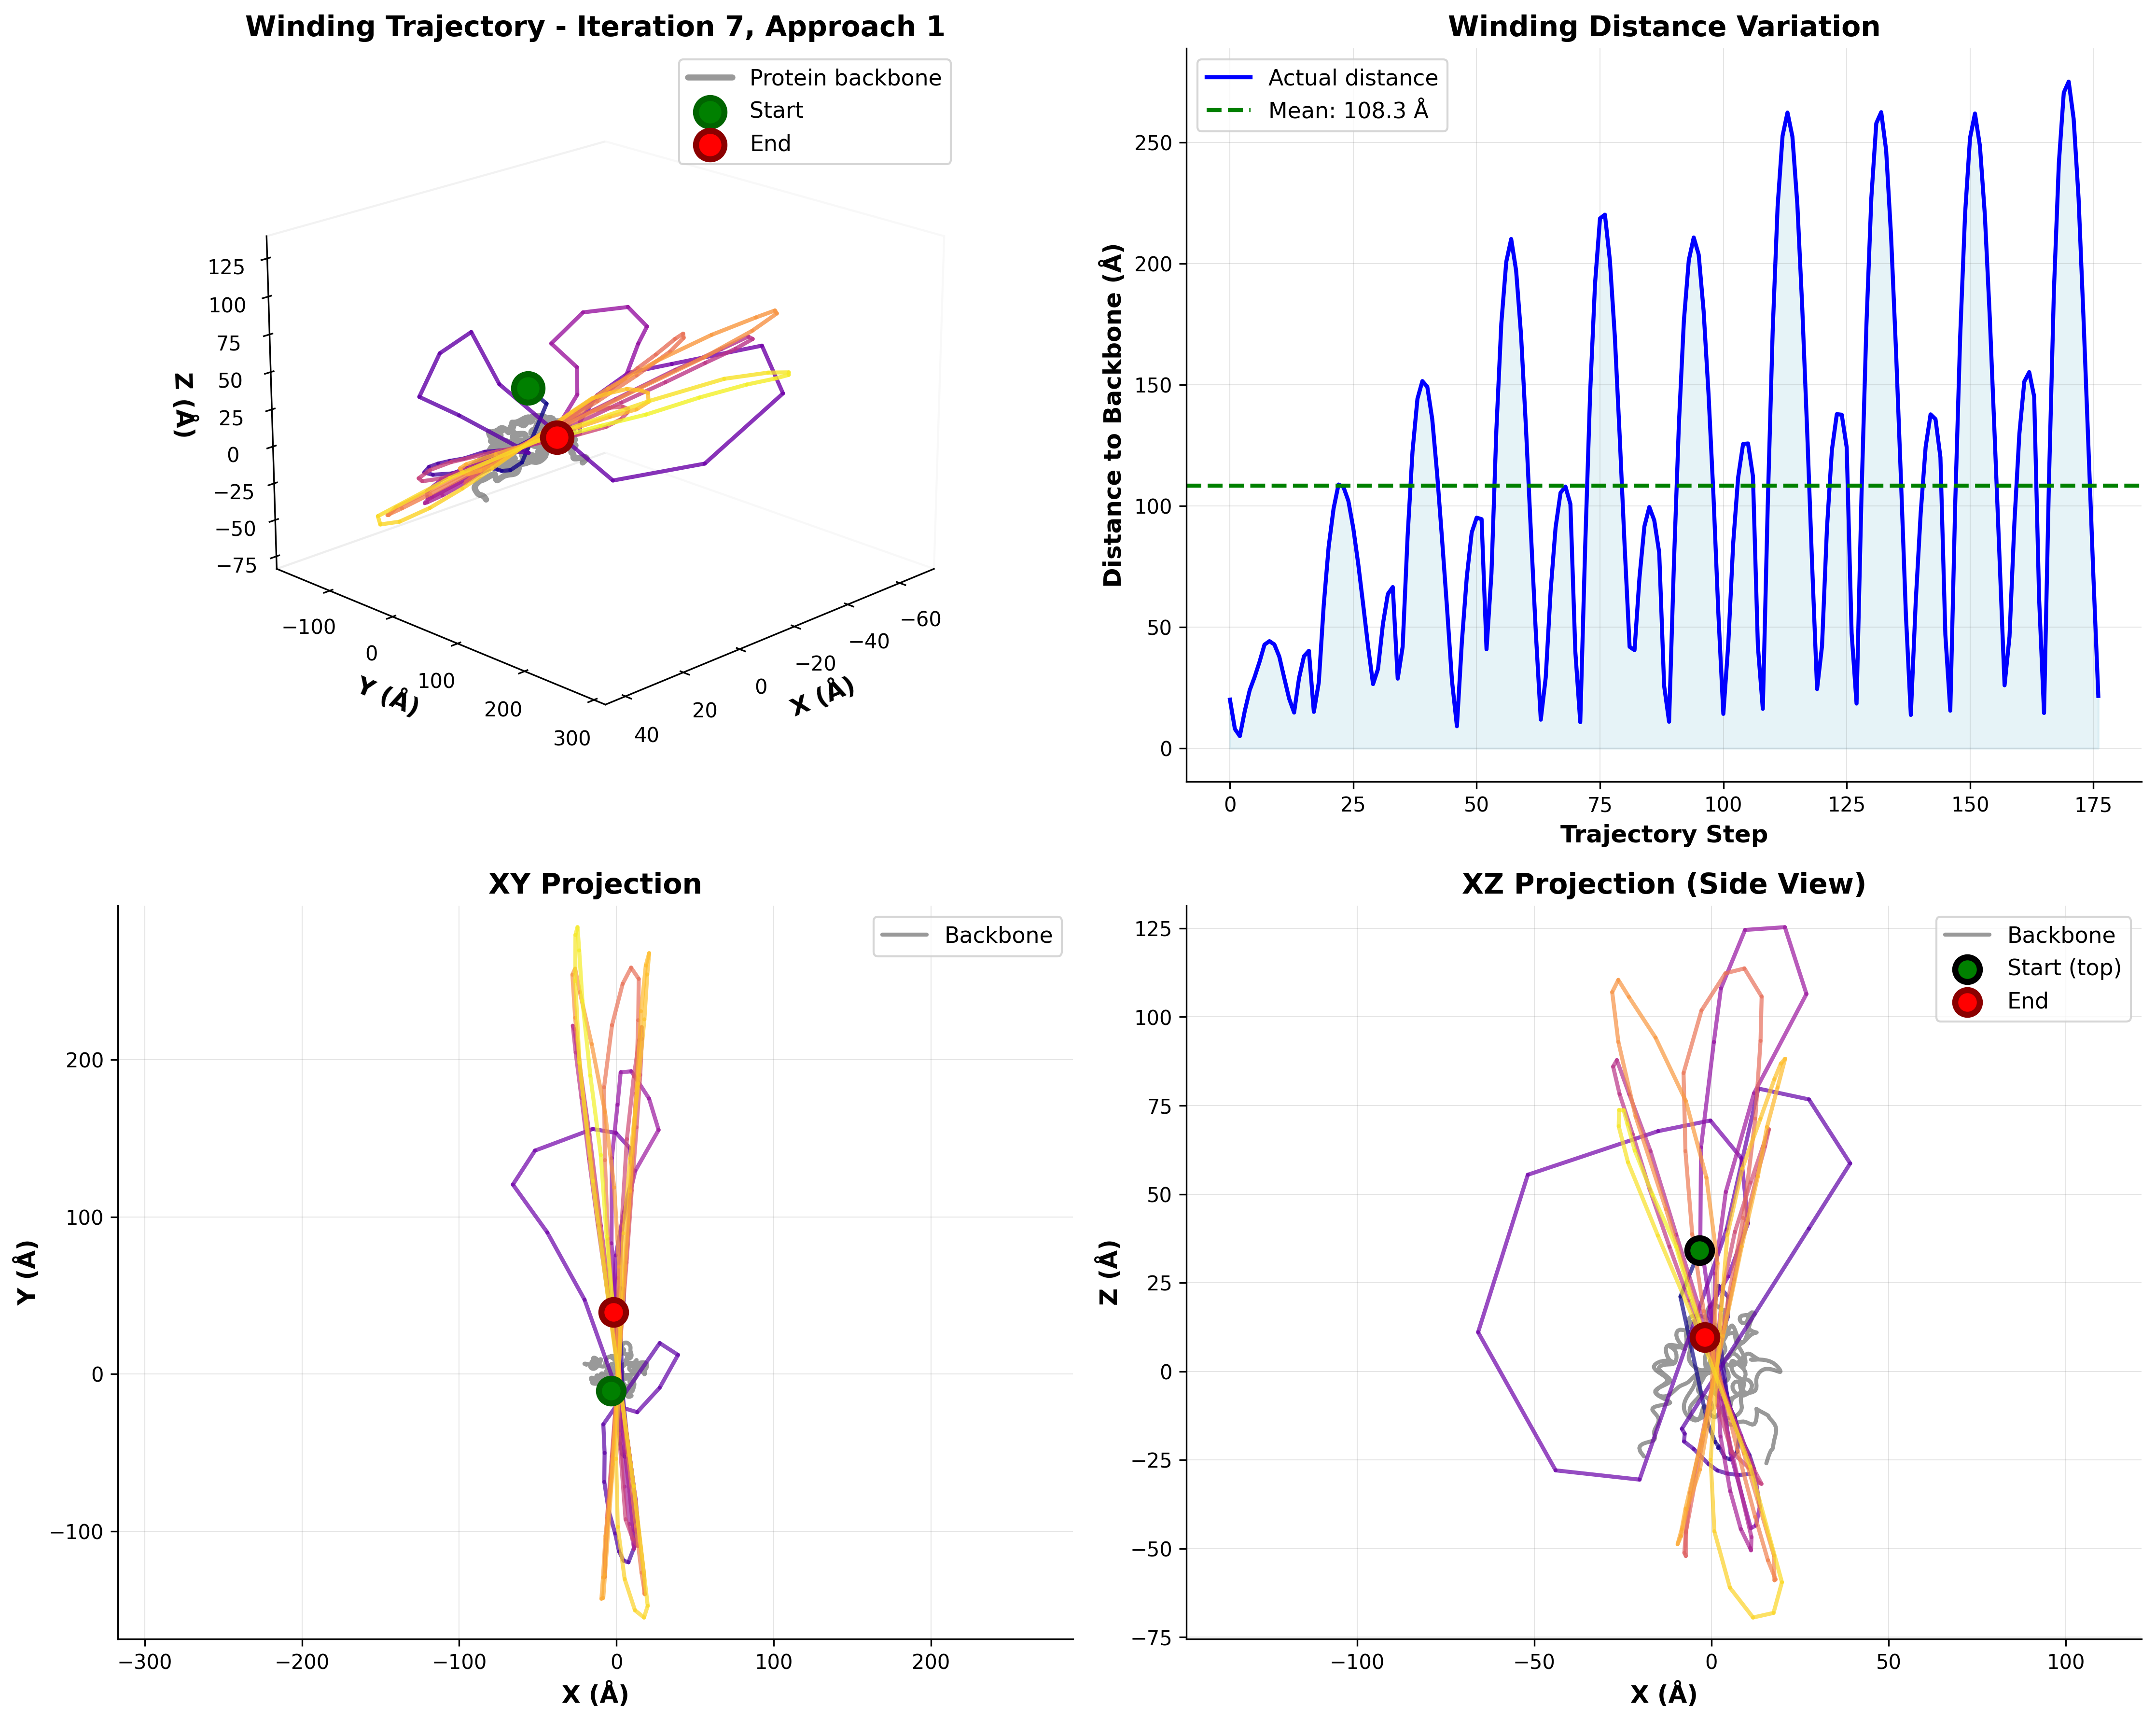 Winding Trajectory - Iteration 7, Approach 1
Protein backbone
Start
End
125
100
75
50
25
0
−25
−50
−75
Z (Å)
−100
0
100
200
300
Y (Å)
40
20
0
−20
−40
−60
X (Å)
Winding Distance Variation
Actual distance
Mean: 108.3 Å
250
200
150
100
50
0
Distance to Backbone (Å)
0 25 50 75 100 125 150 175
Trajectory Step
XY Projection
Backbone
200
100
0
−100
Y (Å)
−300 −200 −100 0 100 200
X (Å)
XZ Projection (Side View)
Backbone
Start (top)
End
125
100
75
50
25
0
−25
−50
−75
Z (Å)
−100 −50 0 50 100
X (Å)